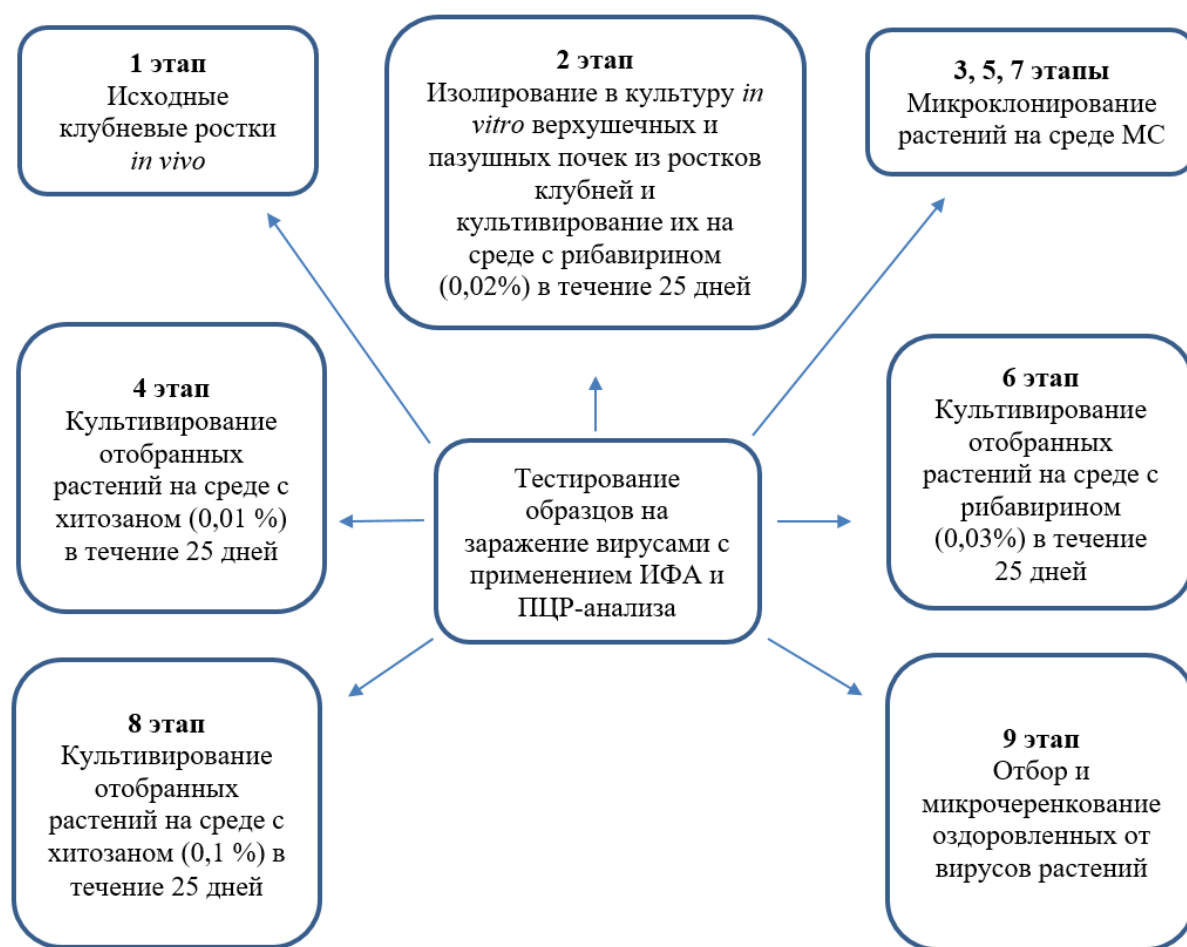 1 этап
Исходные
клубневые ростки
in vivo
2 этап
Изолирование в культуру in
vitro верхушечных и
пазушных почек из ростков
клубней и
культивирование их на
среде с рибавирином
(0,02%) в течение 25 дней
3, 5, 7 этапы
Микроклонирование
растений на среде МС
4 этап
Культивирование
отобранных
растений на среде с
хитозаном (0,01 %)
в течение 25 дней
Тестирование
образцов на
заражение вирусами с
применением ИФА и
ПЦР-анализа
6 этап
Культивирование
отобранных
растений на среде с
рибавирином
(0,03%) в течение
25 дней
8 этап
Культивирование
отобранных
растений на среде с
хитозаном (0,1 %) в
течение 25 дней
9 этап
Отбор и
микрочеренкование
оздоровленных от
вирусов растений